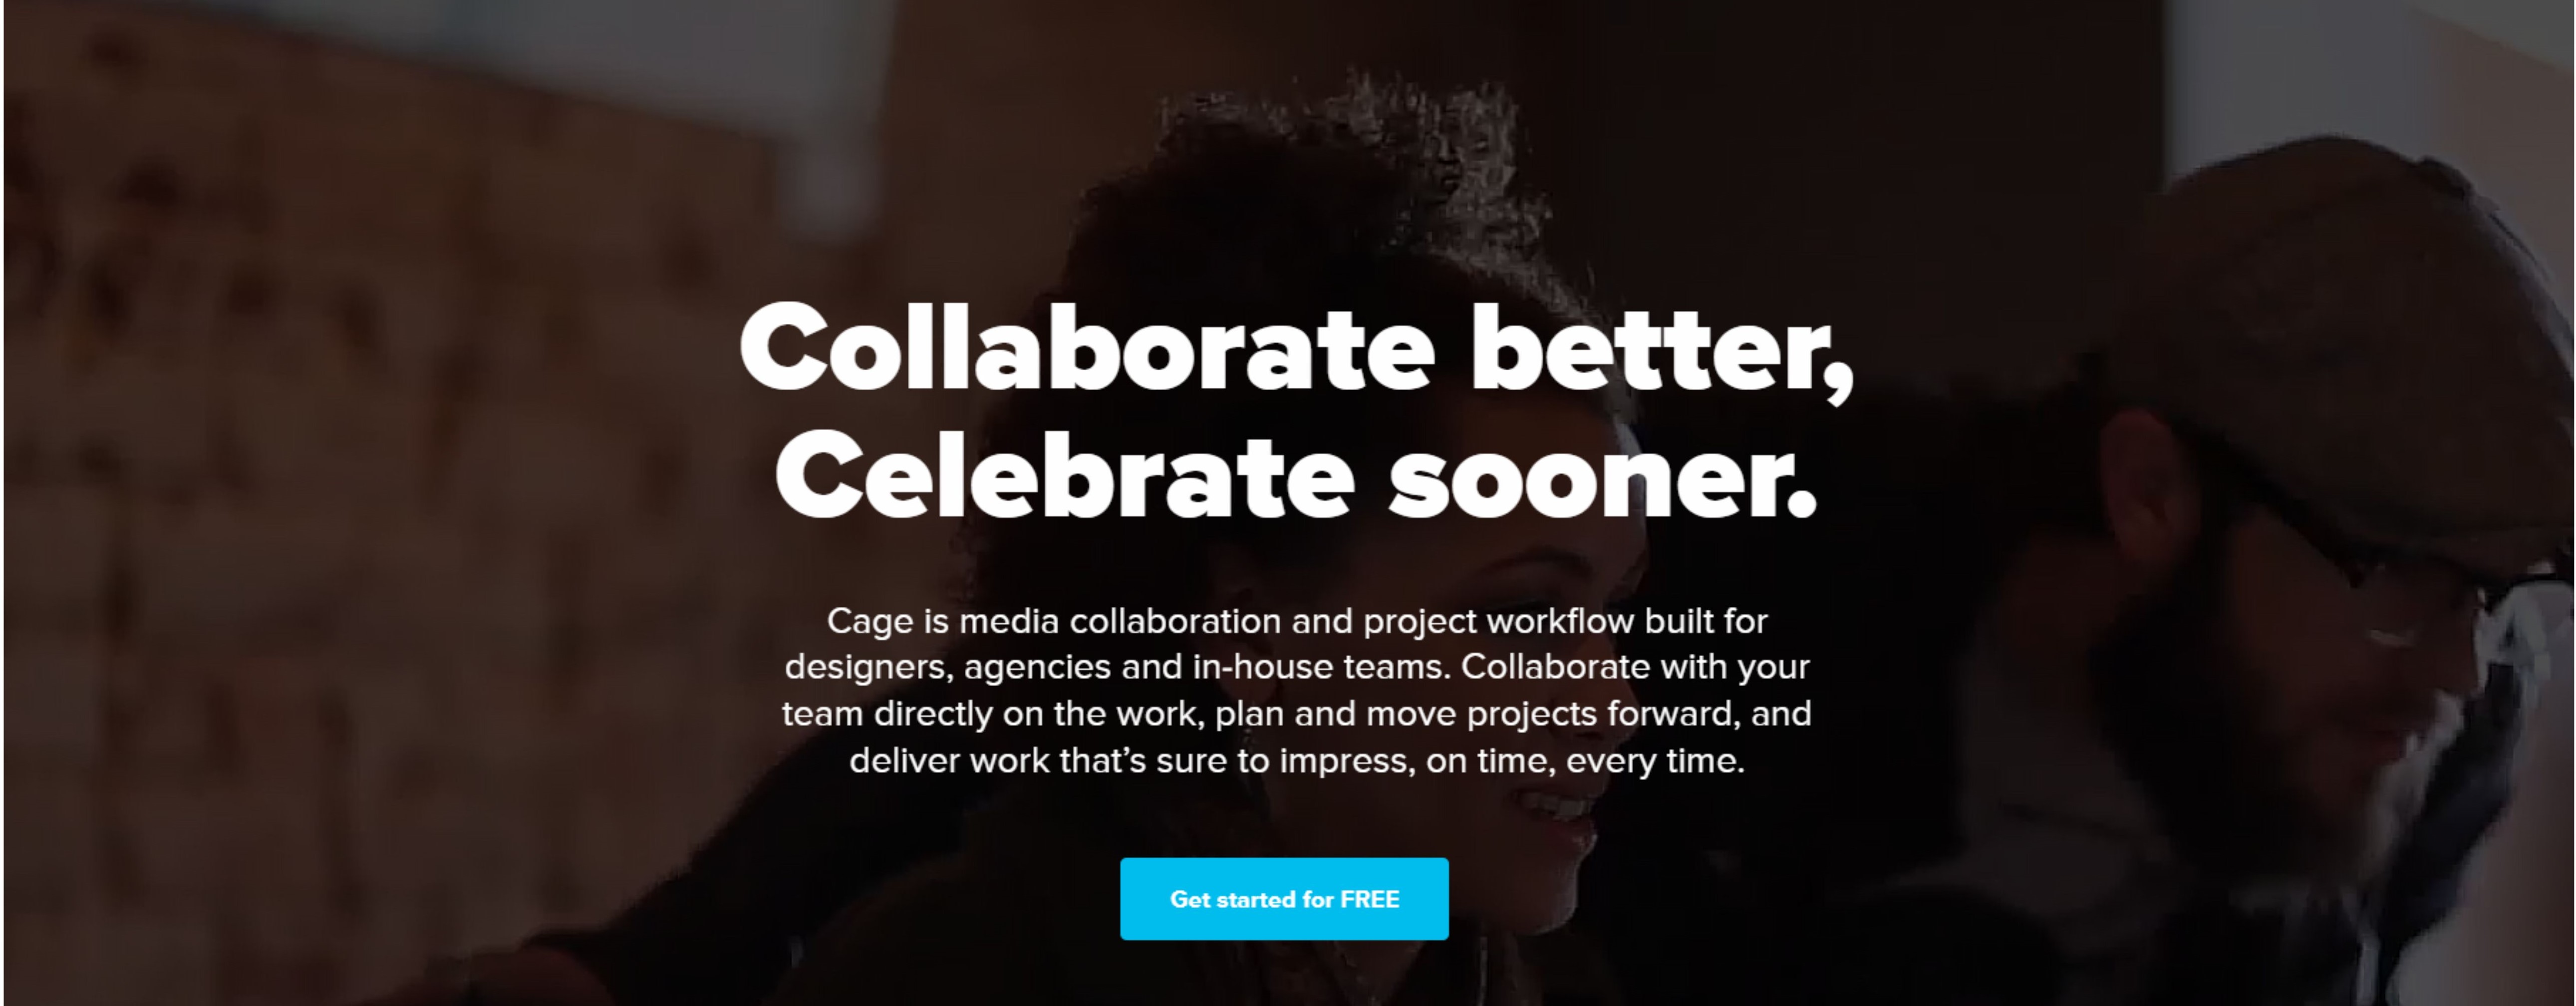 Collaborate better,
Celebrate sooner.
Cage is media collaboration and project workflow built for
designers, agencies and in-house teams. Collaborate with your
team directly on the work, plan and move projects forward, and
deliver work that’s sure to impress, on time, every time.
Get started for FREE